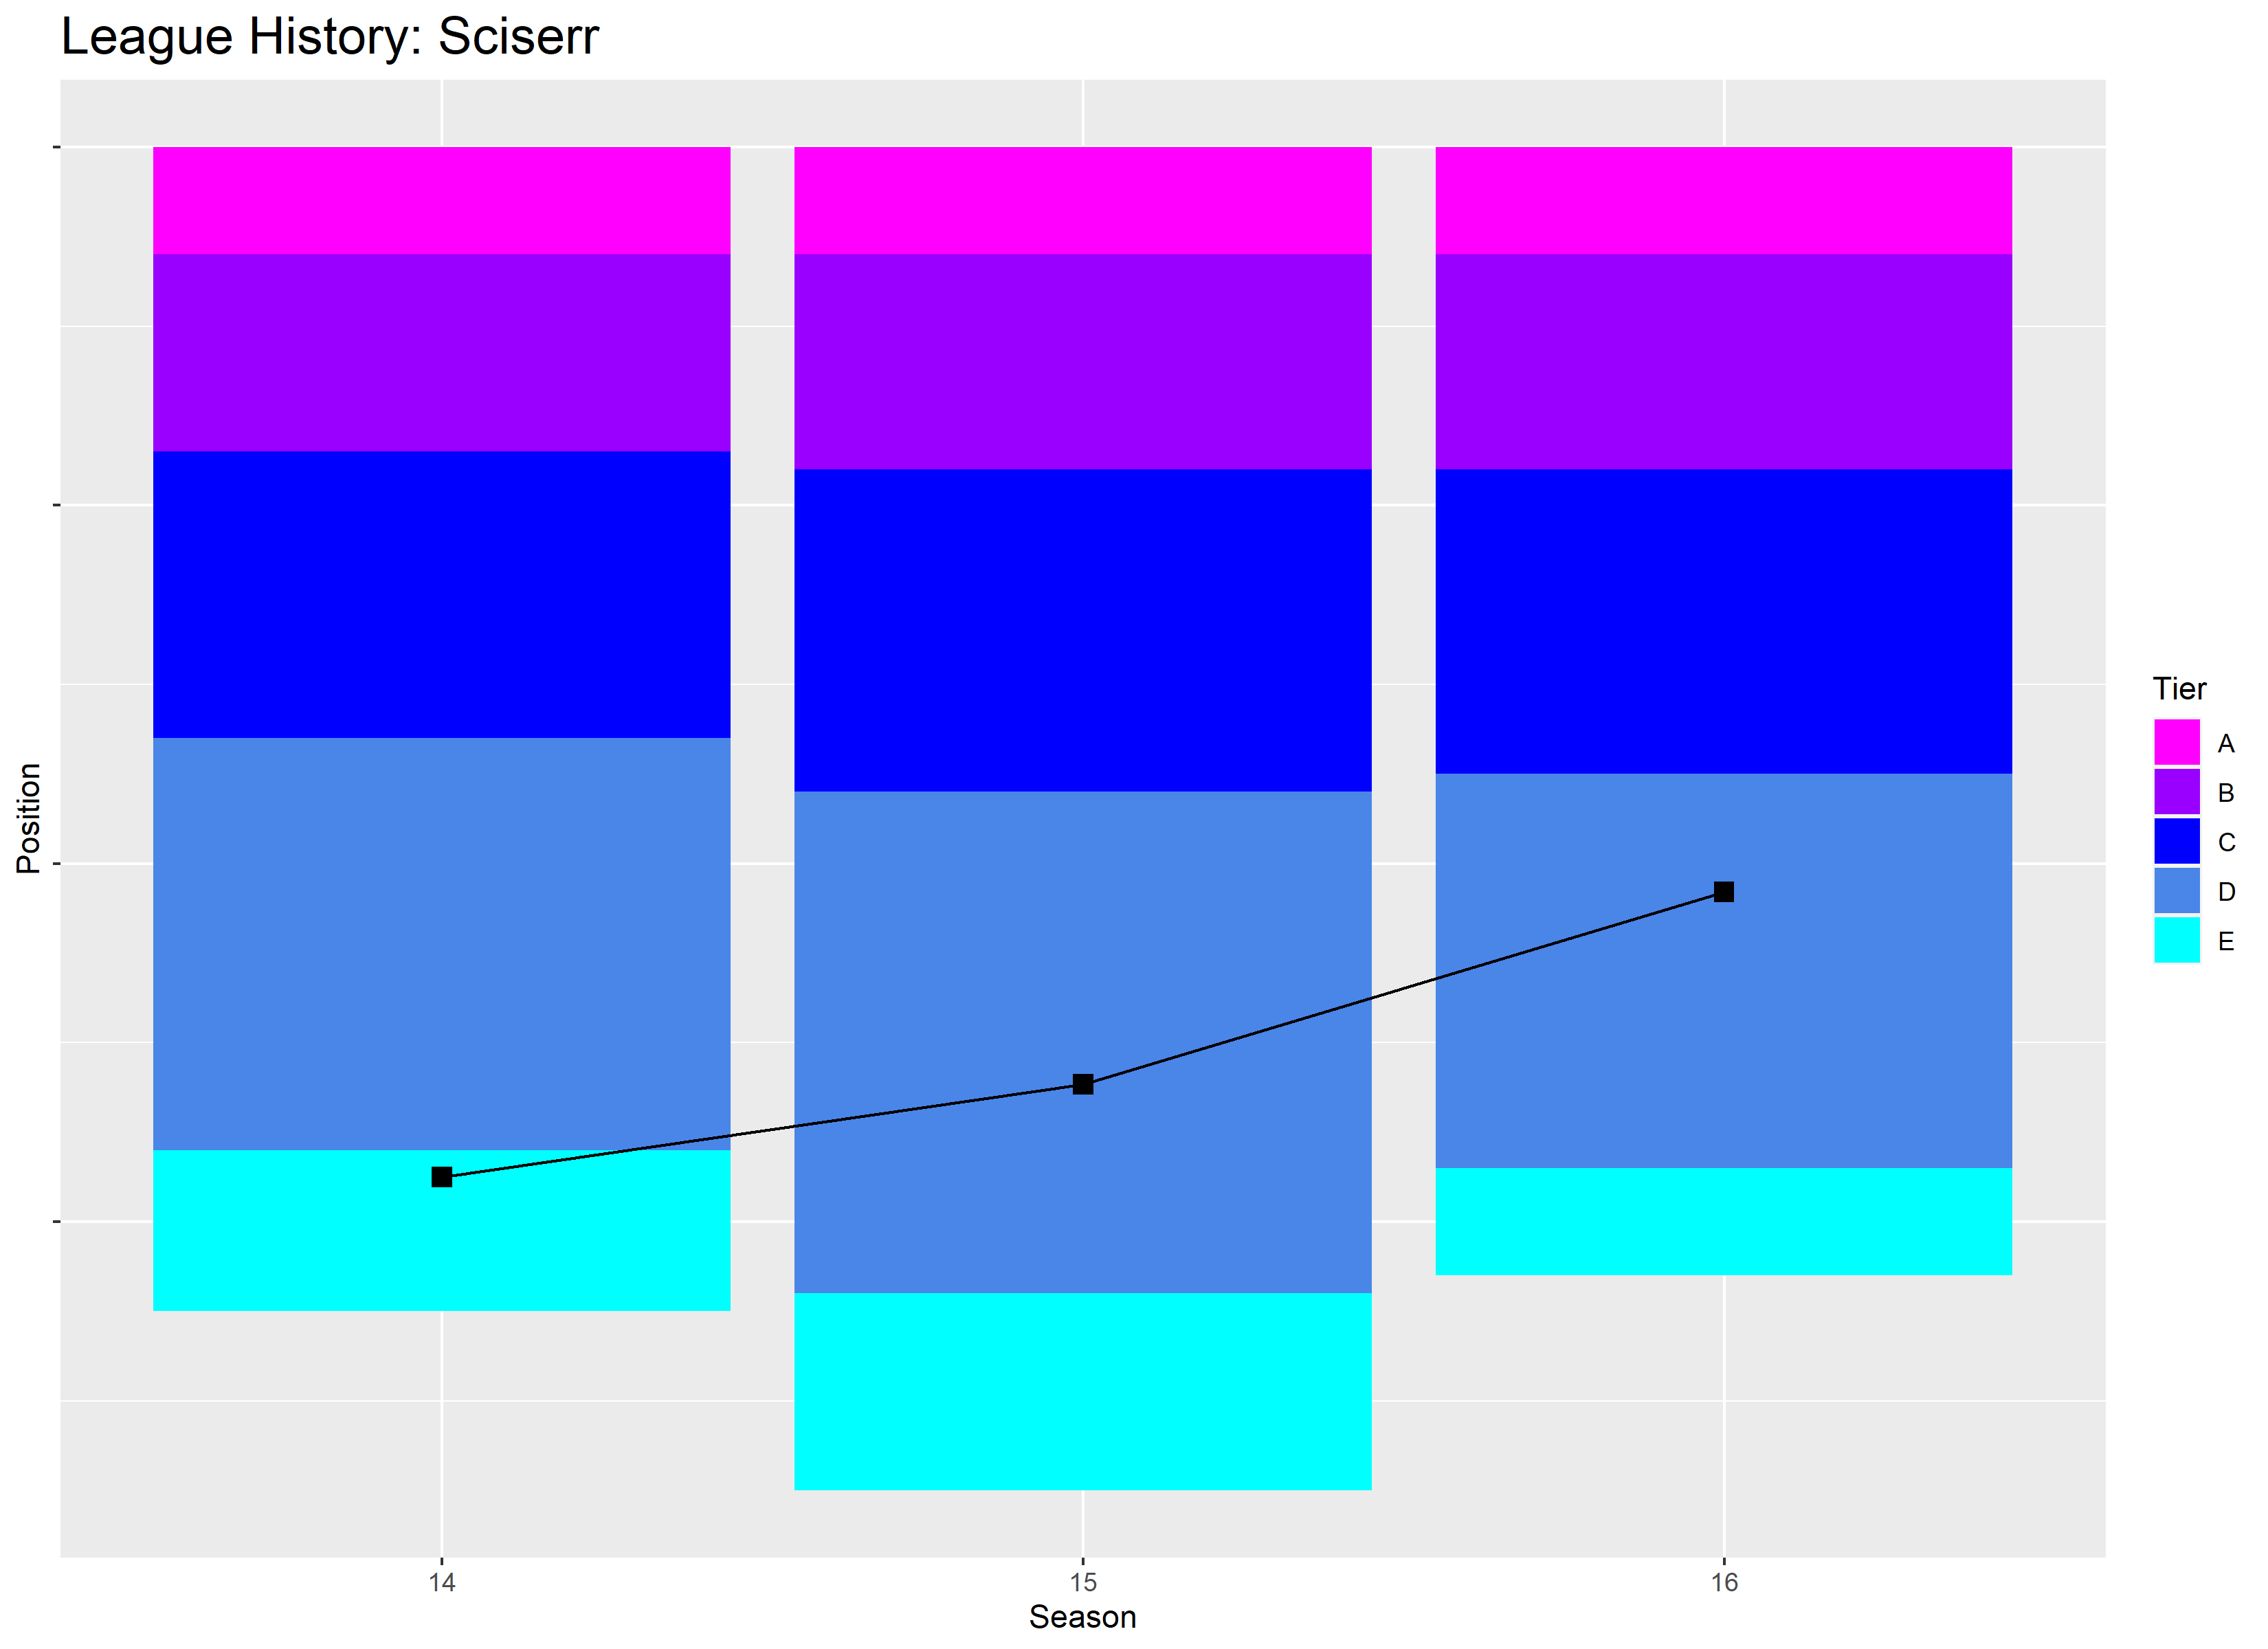 League History: Sciserr
Position
14
15
16
Season
Tier
A
B
C
D
E